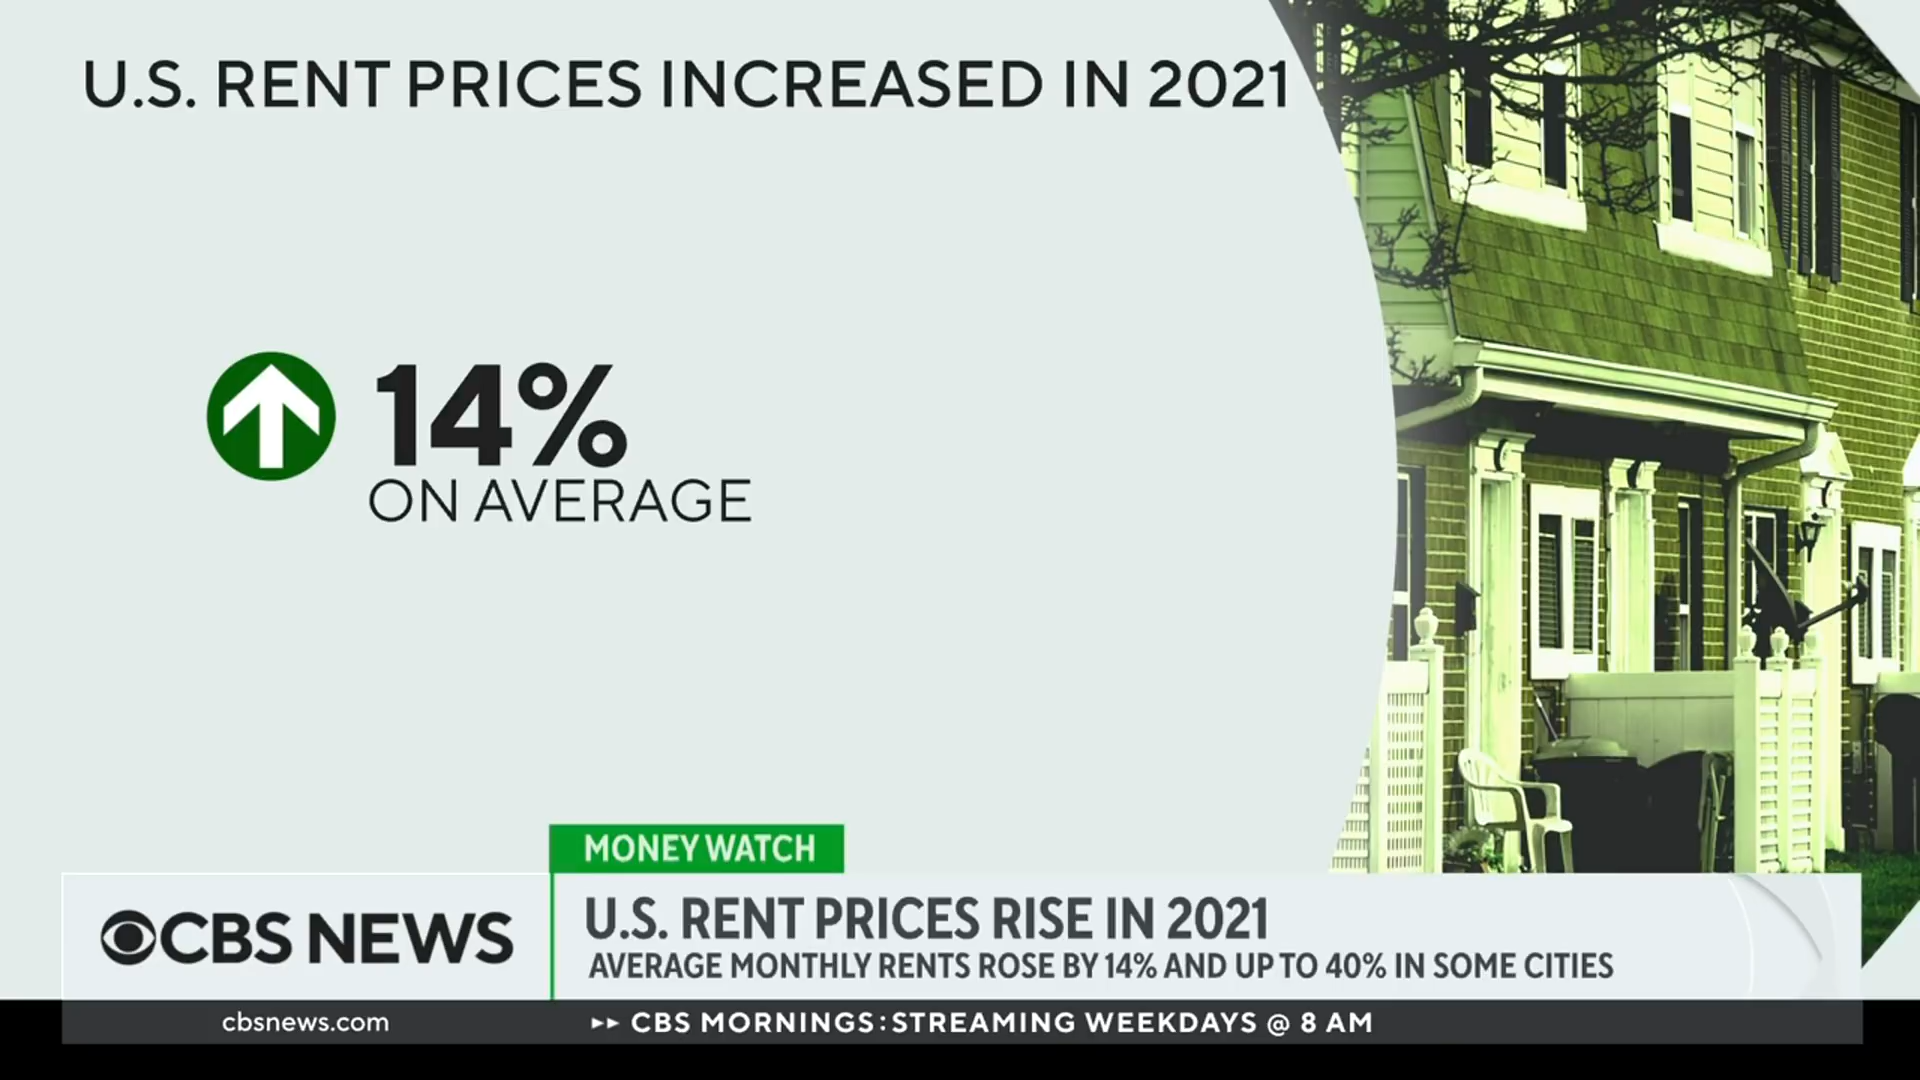 U.S. RENT PRICES INCREASED IN 2021
14%
ON AVERAGE
MONEY WATCH
CBS NEWS
U.S. RENT PRICES RISE IN 2021
AVERAGE MONTHLY RENTS ROSE BY 14% AND UP TO 40% IN SOME CITIES
cbsnews.com
CBS MORNINGS: STREAMING WEEKDAYS @ 8 AM